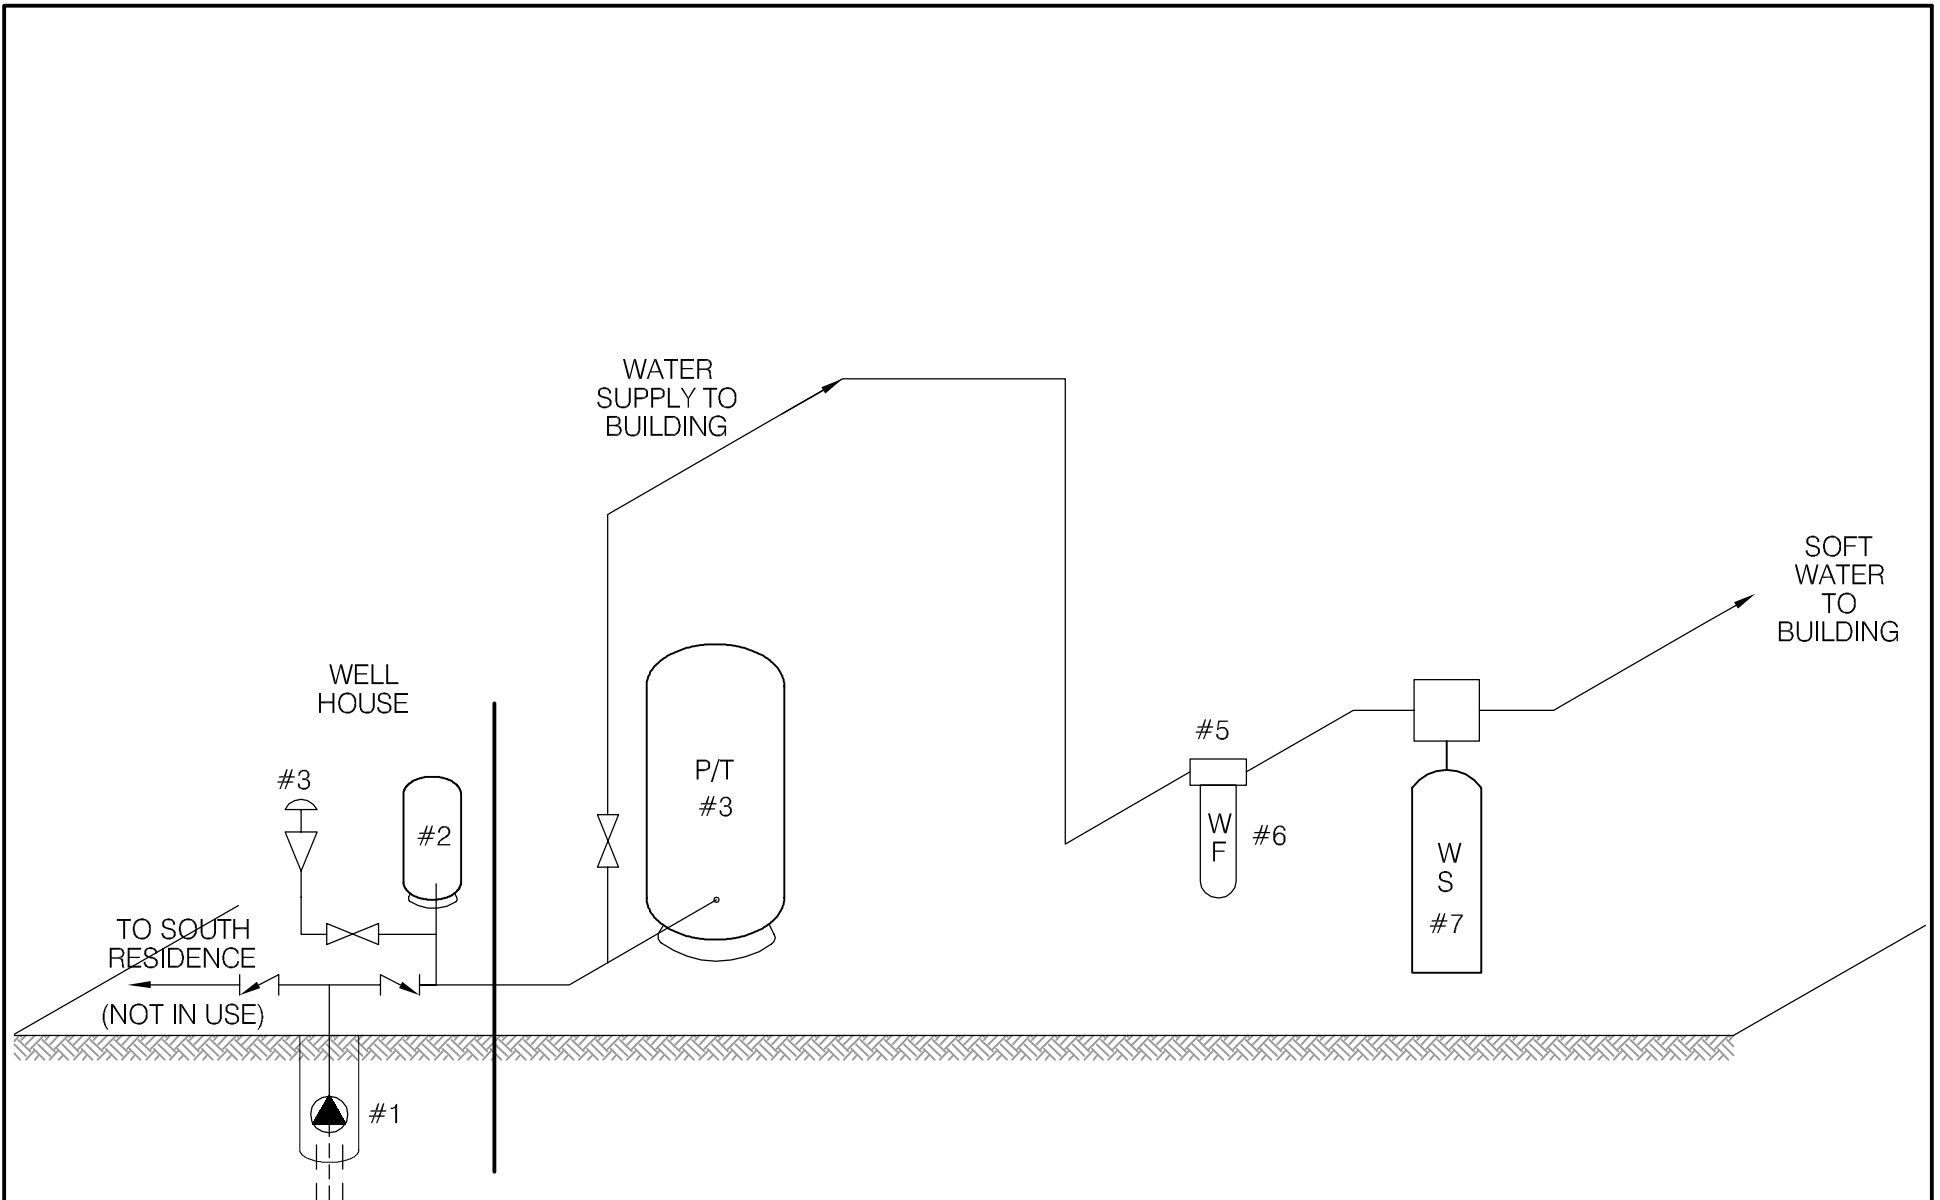 WATER
SUPPLY TO
BUILDING
SOFT
WATER
TO
BUILDING
WELL
HOUSE
#3
#2
P/T
#3
#5
W
F
#6
W
S
#7
TO SOUTH
RESIDENCE
(NOT IN USE)
#1